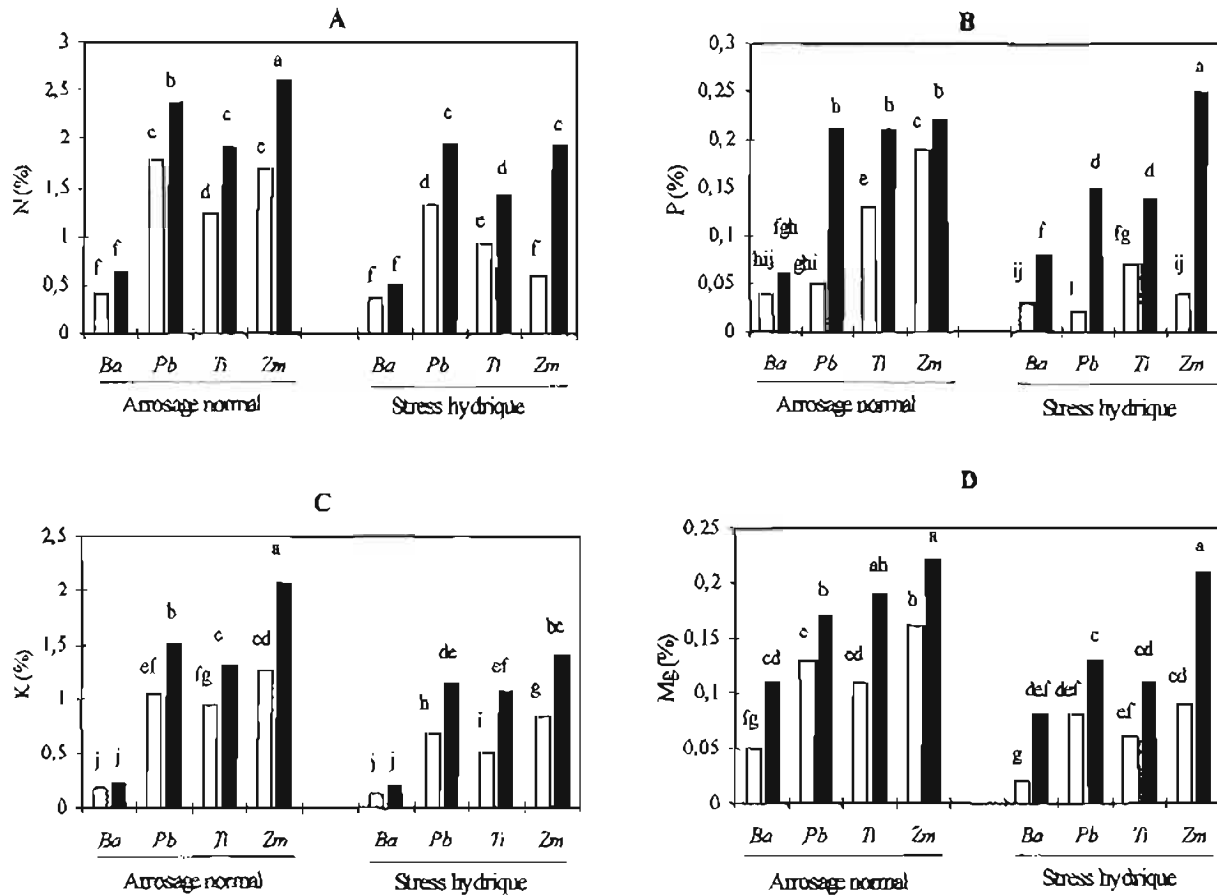 A
3
2,5
2
1,5
1
0,5
0
N (%)
f f c b d c c a
f f d c e d f c
Ba Pb Ti Zm Ba Pb Ti Zm
Arrosage normal Stress hydrique
B
0,3
0,25
0,2
0,15
0,1
0,05
0
P (%)
hij fgh ghi b e b c b
ij f d fg d ij a
Ba Pb Ti Zm Ba Pb Ti Zm
Arrosage normal Stress hydrique
C
2,5
2
1,5
1
0,5
0
K (%)
j j ef b fg c cd a
j j h de i ef g bc
Ba Pb Ti Zm Ba Pb Ti Zm
Arrosage normal Stress hydrique
D
0,25
0,2
0,15
0,1
0,05
0
Mg (%)
fg cd c b cd ab b a
g def def c ef cd cd a
Ba Pb Ti Zm Ba Pb Ti Zm
Arrosage normal Stress hydrique